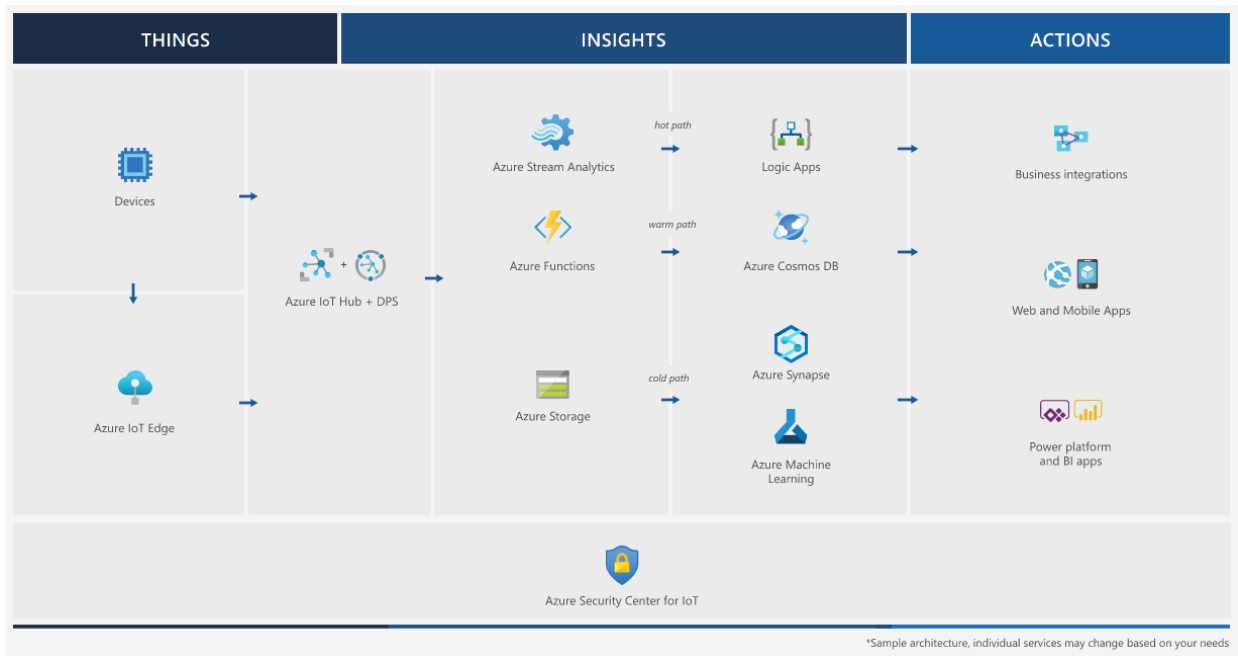 THINGS
INSIGHTS
ACTIONS
hot path
Azure Stream Analytics
Logic Apps
Business integrations
Devices
warm path
Azure Functions
Azure Cosmos DB
+
Azure IoT Hub + DPS
Web and Mobile Apps
cold path
Azure Synapse
Azure Storage
Azure IoT Edge
Azure Machine
Learning
Power platform
and BI apps
Azure Security Center for IoT
*Sample architecture, individual services may change based on your needs